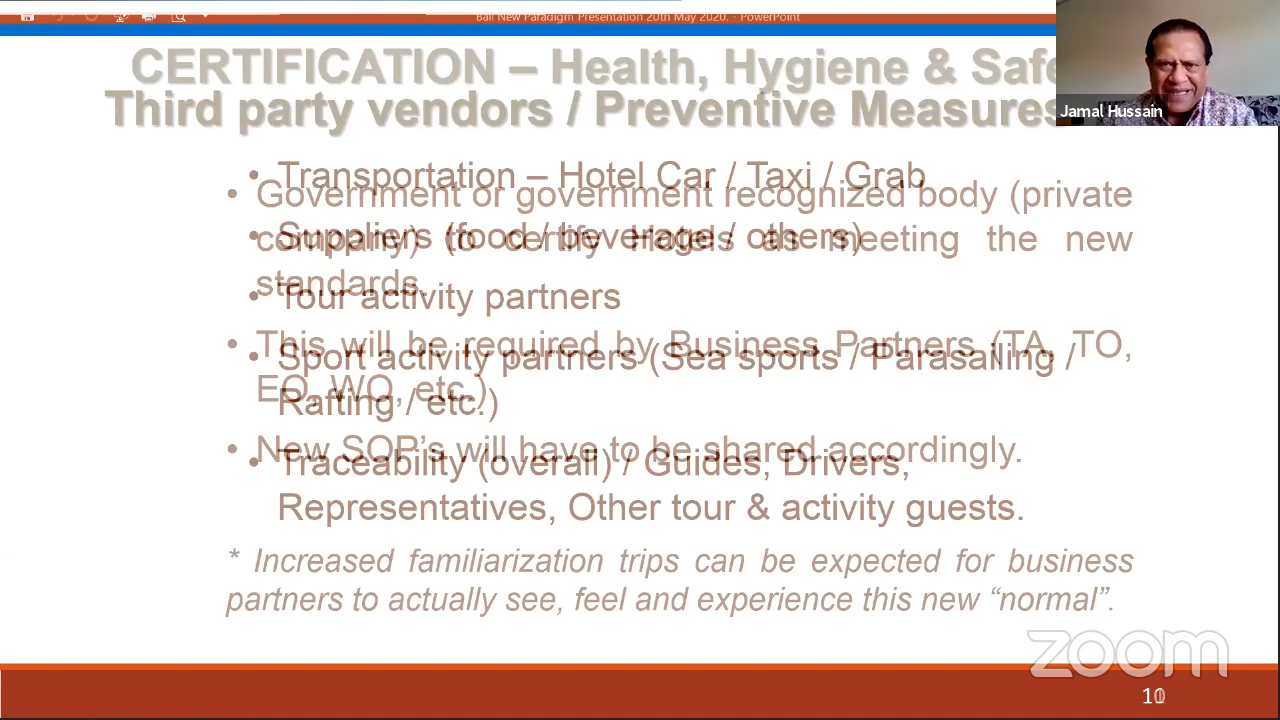 Bali New Paradigm Presentation 20th May 2020. - PowerPoint
CERTIFICATION – Health, Hygiene &
Third party vendors / Preventive Measures
Jamal Hussain
• Transportation – Hotel Car / Taxi / Grab
• Government or government recognized body (private
• Suppliers (food / beverage / others)
company) to certify Hotels as meeting the new
standards.
• Tour activity partners
• This will be required by Business Partners (TA, TO,
• Sport activity partners (Sea sports / Parasailing /
EO, WO, etc.)
Rafting / etc.)
• New SOP’s will have to be shared accordingly.
• Traceability (overall) / Guides, Drivers,
Representatives, Other tour & activity guests.
* Increased familiarization trips can be expected for business
partners to actually see, feel and experience this new “normal”.
zoom